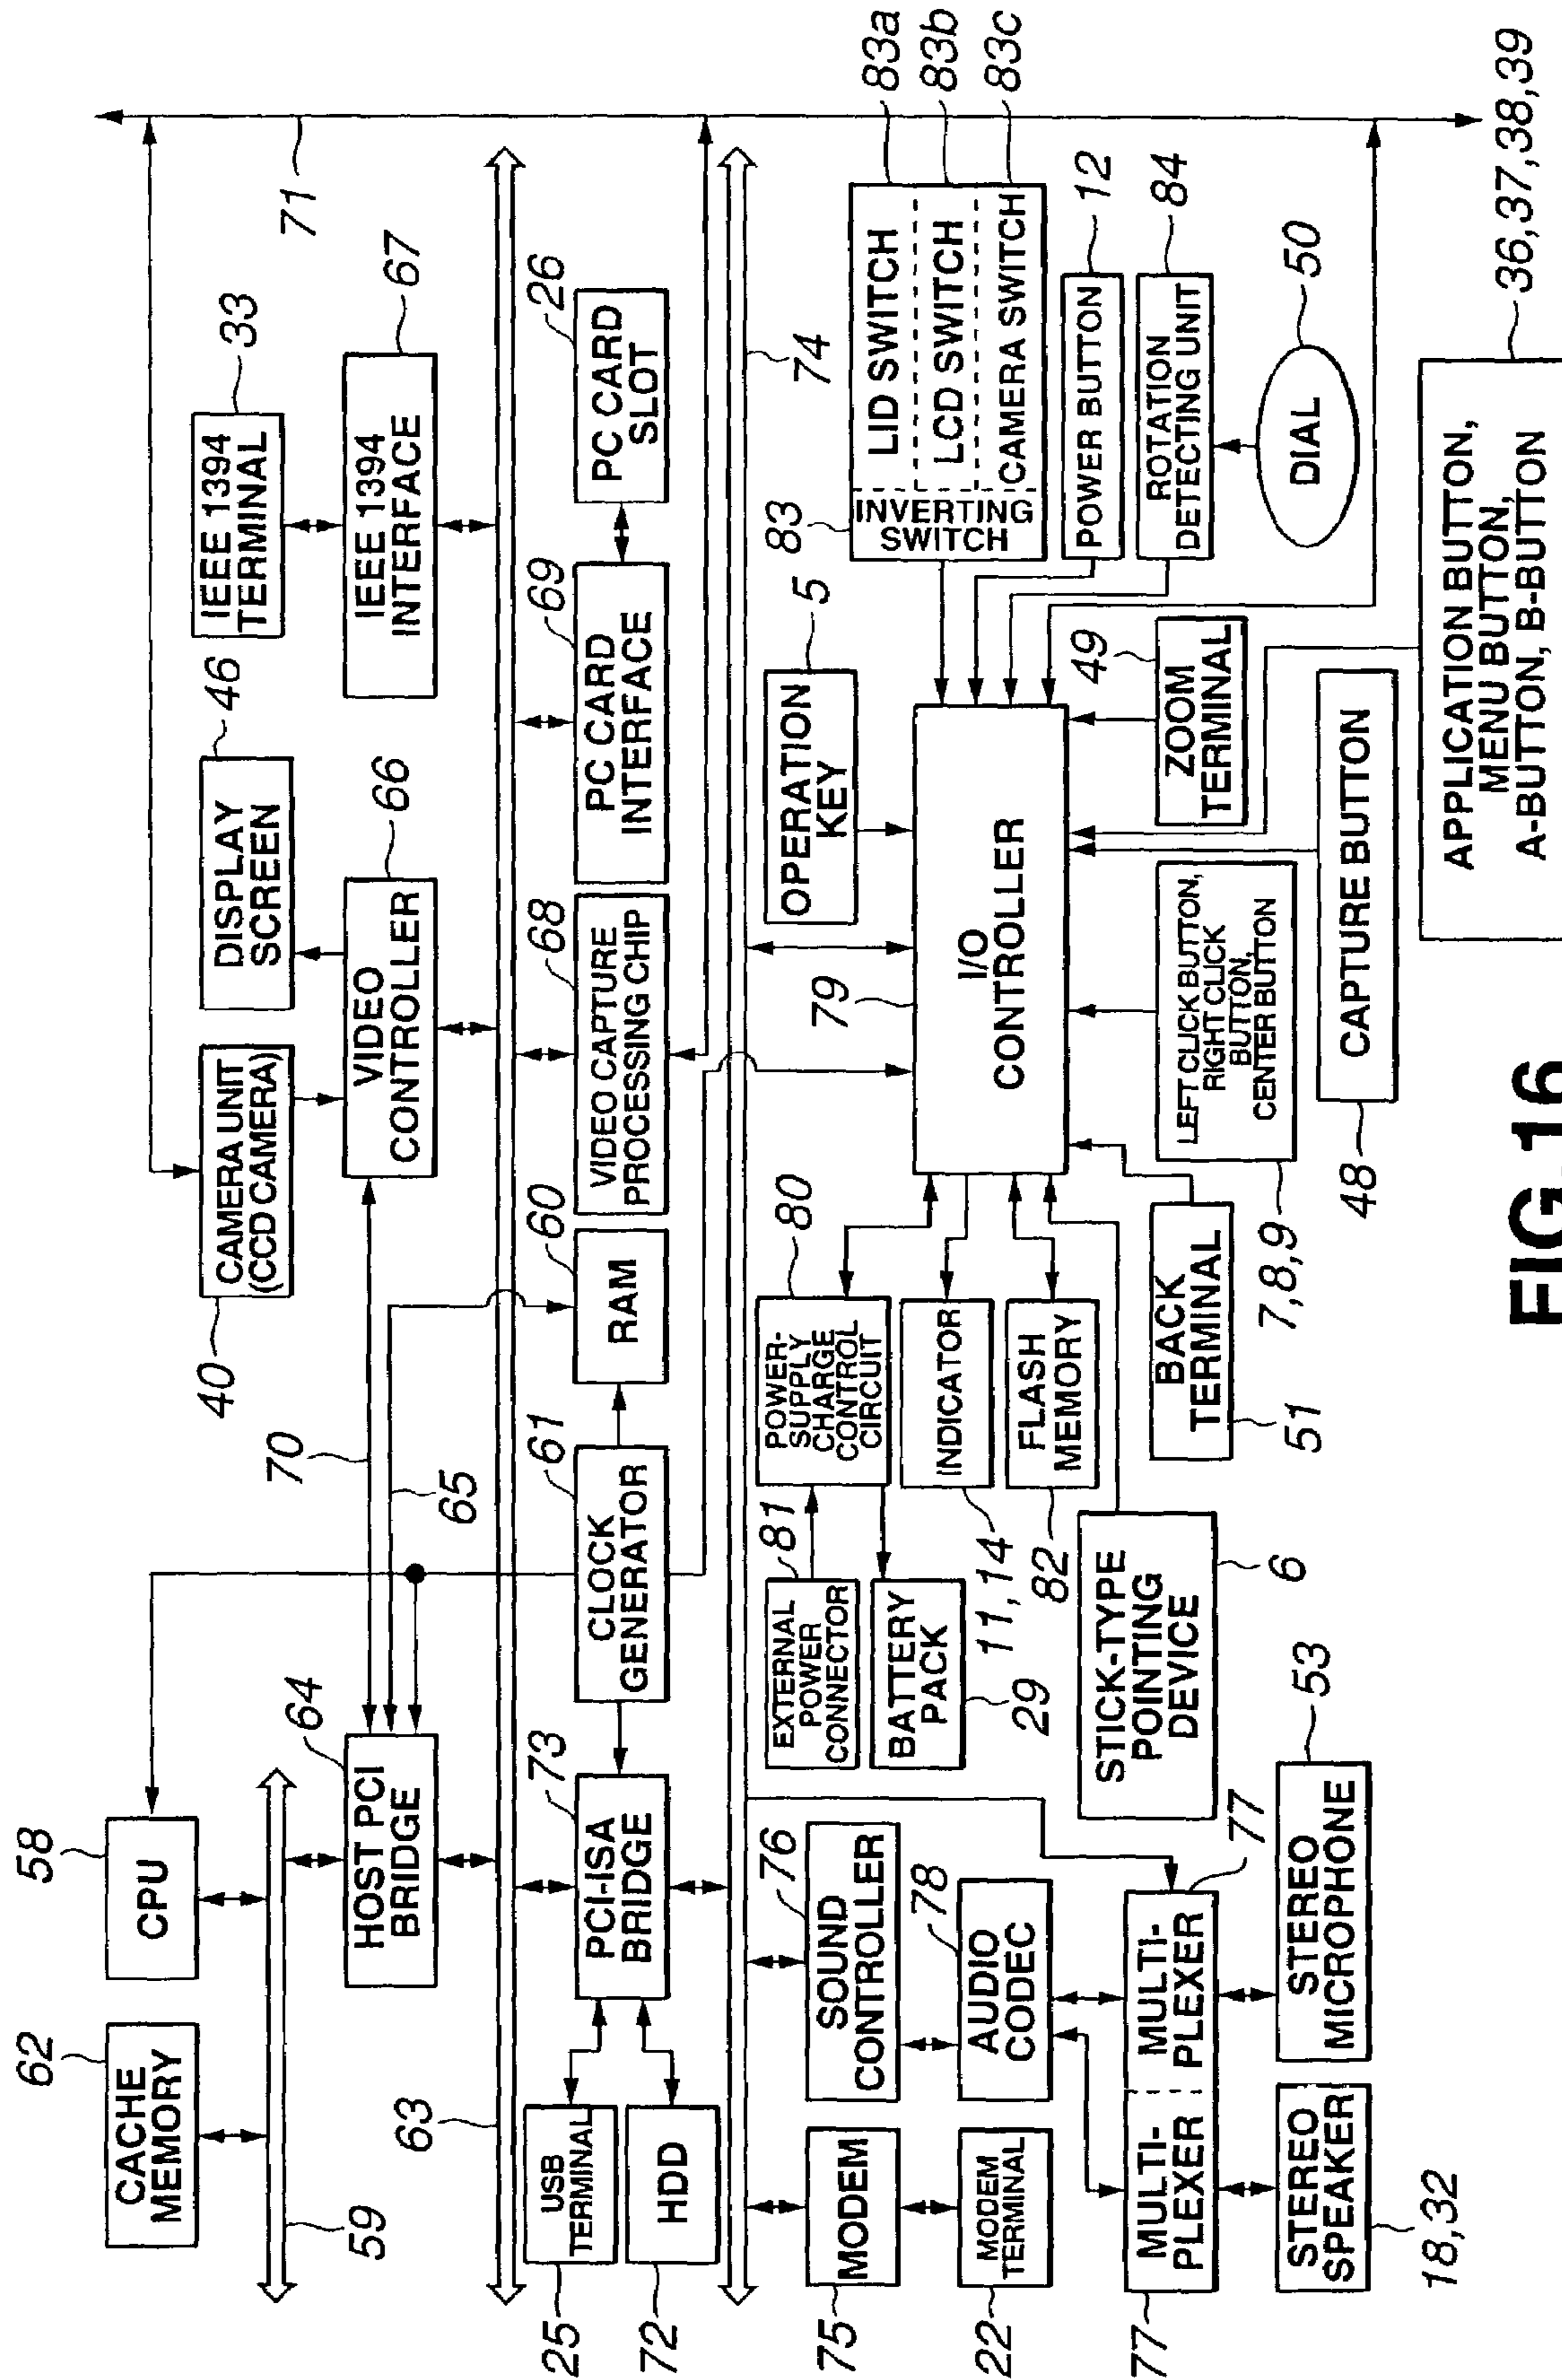 62
CACHE
MEMORY
58
CPU
59
64
HOST PCI
BRIDGE
70
65
40
CAMERA UNIT
(CCD CAMERA)
46
DISPLAY
SCREEN
66
VIDEO
CONTROLLER
33
IEEE 1394
TERMINAL
67
IEEE 1394
INTERFACE
71
63
25
USB
TERMINAL
72
HDD
73
PCI-ISA
BRIDGE
61
CLOCK
GENERATOR
60
RAM
68
VIDEO CAPTURE
PROCESSING CHIP
69
PC CARD
INTERFACE
26
PC CARD
SLOT
74
75
MODEM
22
MODEM
TERMINAL
76
SOUND
CONTROLLER
78
AUDIO
CODEC
77
MULTI-
PLEXER
MULTI-
PLEXER
77
18,32
STEREO
SPEAKER
STEREO
MICROPHONE
53
81
EXTERNAL
POWER
CONNECTOR
BATTERY
PACK
29
80
POWER-
SUPPLY
CHARGE
CONTROL
CIRCUIT
INDICATOR
11,14
FLASH
MEMORY
82
STICK-TYPE
POINTING
DEVICE
6
BACK
TERMINAL
51
79
I/O
CONTROLLER
OPERATION
KEY
5
83
INVERTING
SWITCH
LID SWITCH
83a
LCD SWITCH
83b
CAMERA SWITCH
83c
POWER BUTTON
12
ROTATION
DETECTING UNIT
84
DIAL
50
49
ZOOM
TERMINAL
LEFT CLICK BUTTON,
RIGHT CLICK
BUTTON,
CENTER BUTTON
7,8,9
CAPTURE BUTTON
48
APPLICATION BUTTON,
MENU BUTTON,
A-BUTTON, B-BUTTON
36,37,38,39
FIG.16